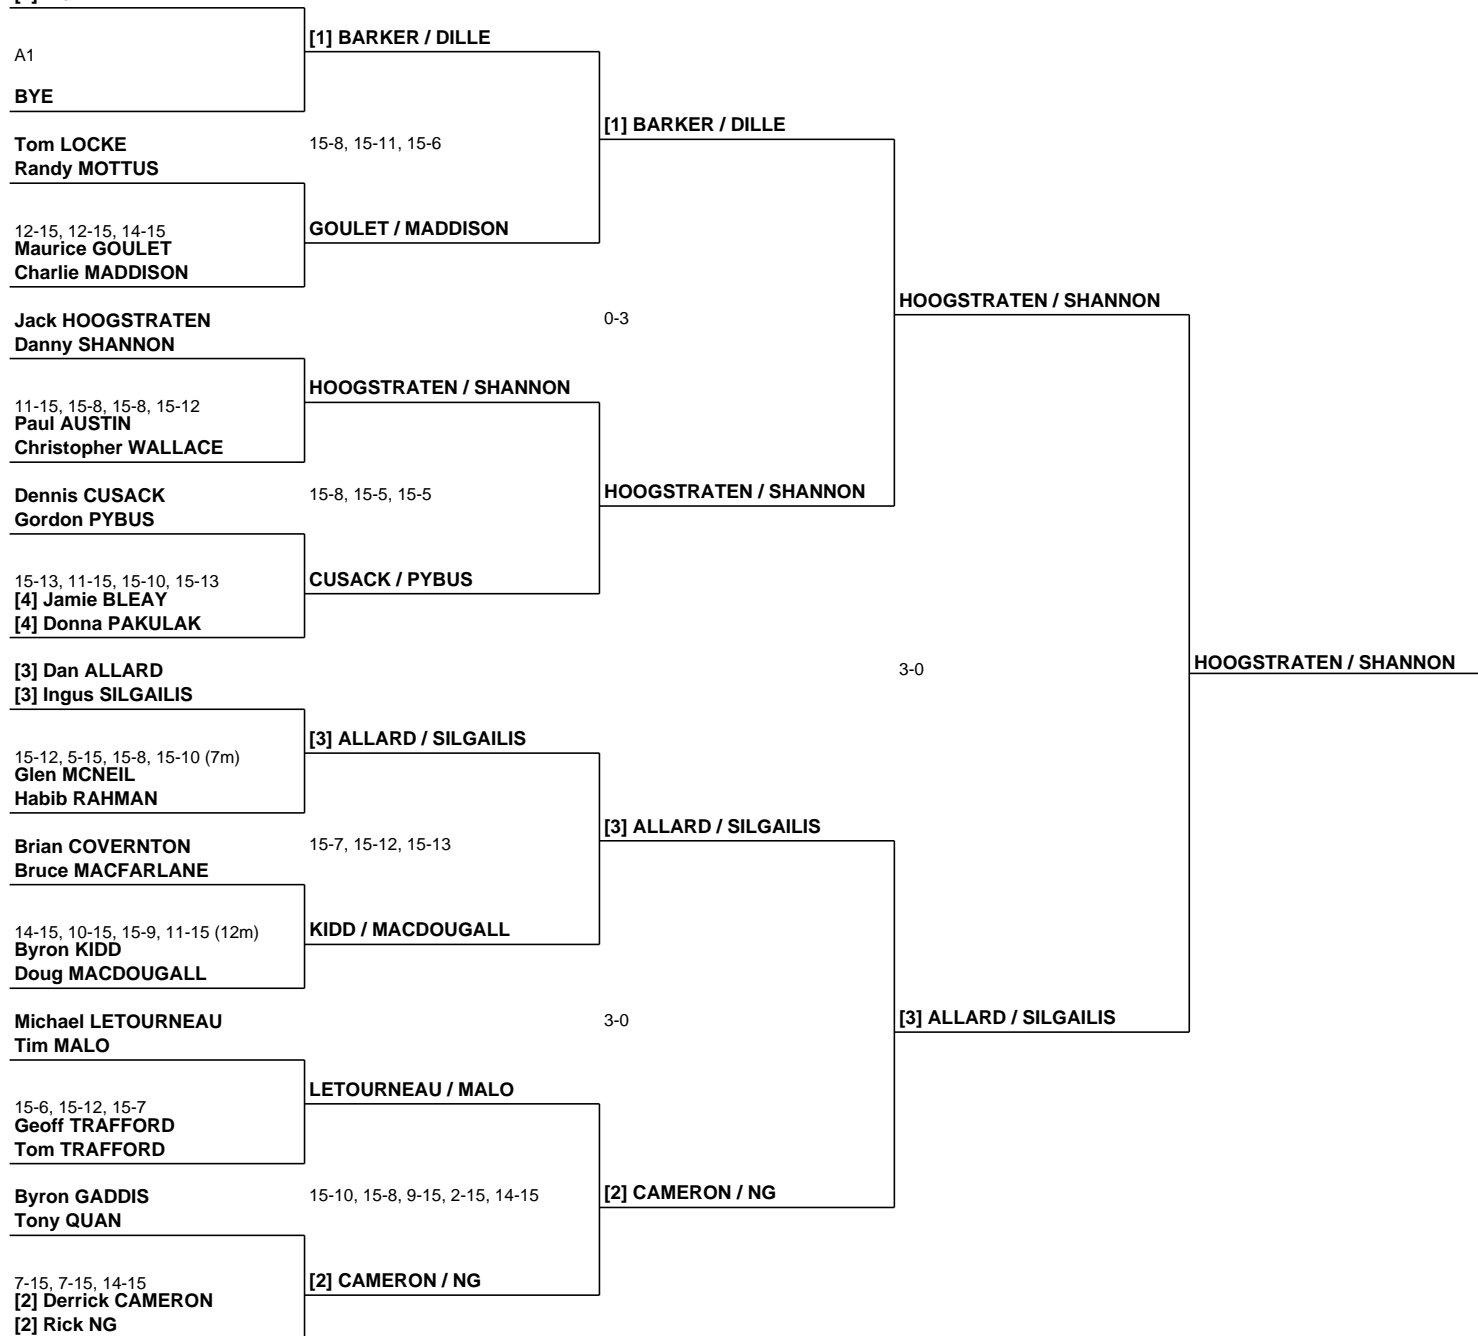 [1] BARKER / DILLE
A1
BYE
[1] BARKER / DILLE
Tom LOCKE
15-8, 15-11, 15-6
Randy MOTTUS
12-15, 12-15, 14-15
GOULET / MADDISON
Maurice GOULET
Charlie MADDISON
HOOGSTRATEN / SHANNON
Jack HOOGSTRATEN
0-3
Danny SHANNON
HOOGSTRATEN / SHANNON
11-15, 15-8, 15-8, 15-12
Paul AUSTIN
Christopher WALLACE
Dennis CUSACK
15-8, 15-5, 15-5
HOOGSTRATEN / SHANNON
Gordon PYBUS
15-13, 11-15, 15-10, 15-13
CUSACK / PYBUS
[4] Jamie BLEAY
[4] Donna PAKULAK
[3] Dan ALLARD
3-0
HOOGSTRATEN / SHANNON
[3] Ingus SILGAILIS
[3] ALLARD / SILGAILIS
15-12, 5-15, 15-8, 15-10 (7m)
Glen MCNEIL
Habib RAHMAN
[3] ALLARD / SILGAILIS
Brian COVERNTON
15-7, 15-12, 15-13
Bruce MACFARLANE
14-15, 10-15, 15-9, 11-15 (12m)
KIDD / MACDOUGALL
Byron KIDD
Doug MACDOUGALL
Michael LETOURNEAU
3-0
[3] ALLARD / SILGAILIS
Tim MALO
LETOURNEAU / MALO
15-6, 15-12, 15-7
Geoff TRAFFORD
Tom TRAFFORD
Byron GADDIS
15-10, 15-8, 9-15, 2-15, 14-15
[2] CAMERON / NG
Tony QUAN
7-15, 7-15, 14-15
[2] CAMERON / NG
[2] Derrick CAMERON
[2] Rick NG